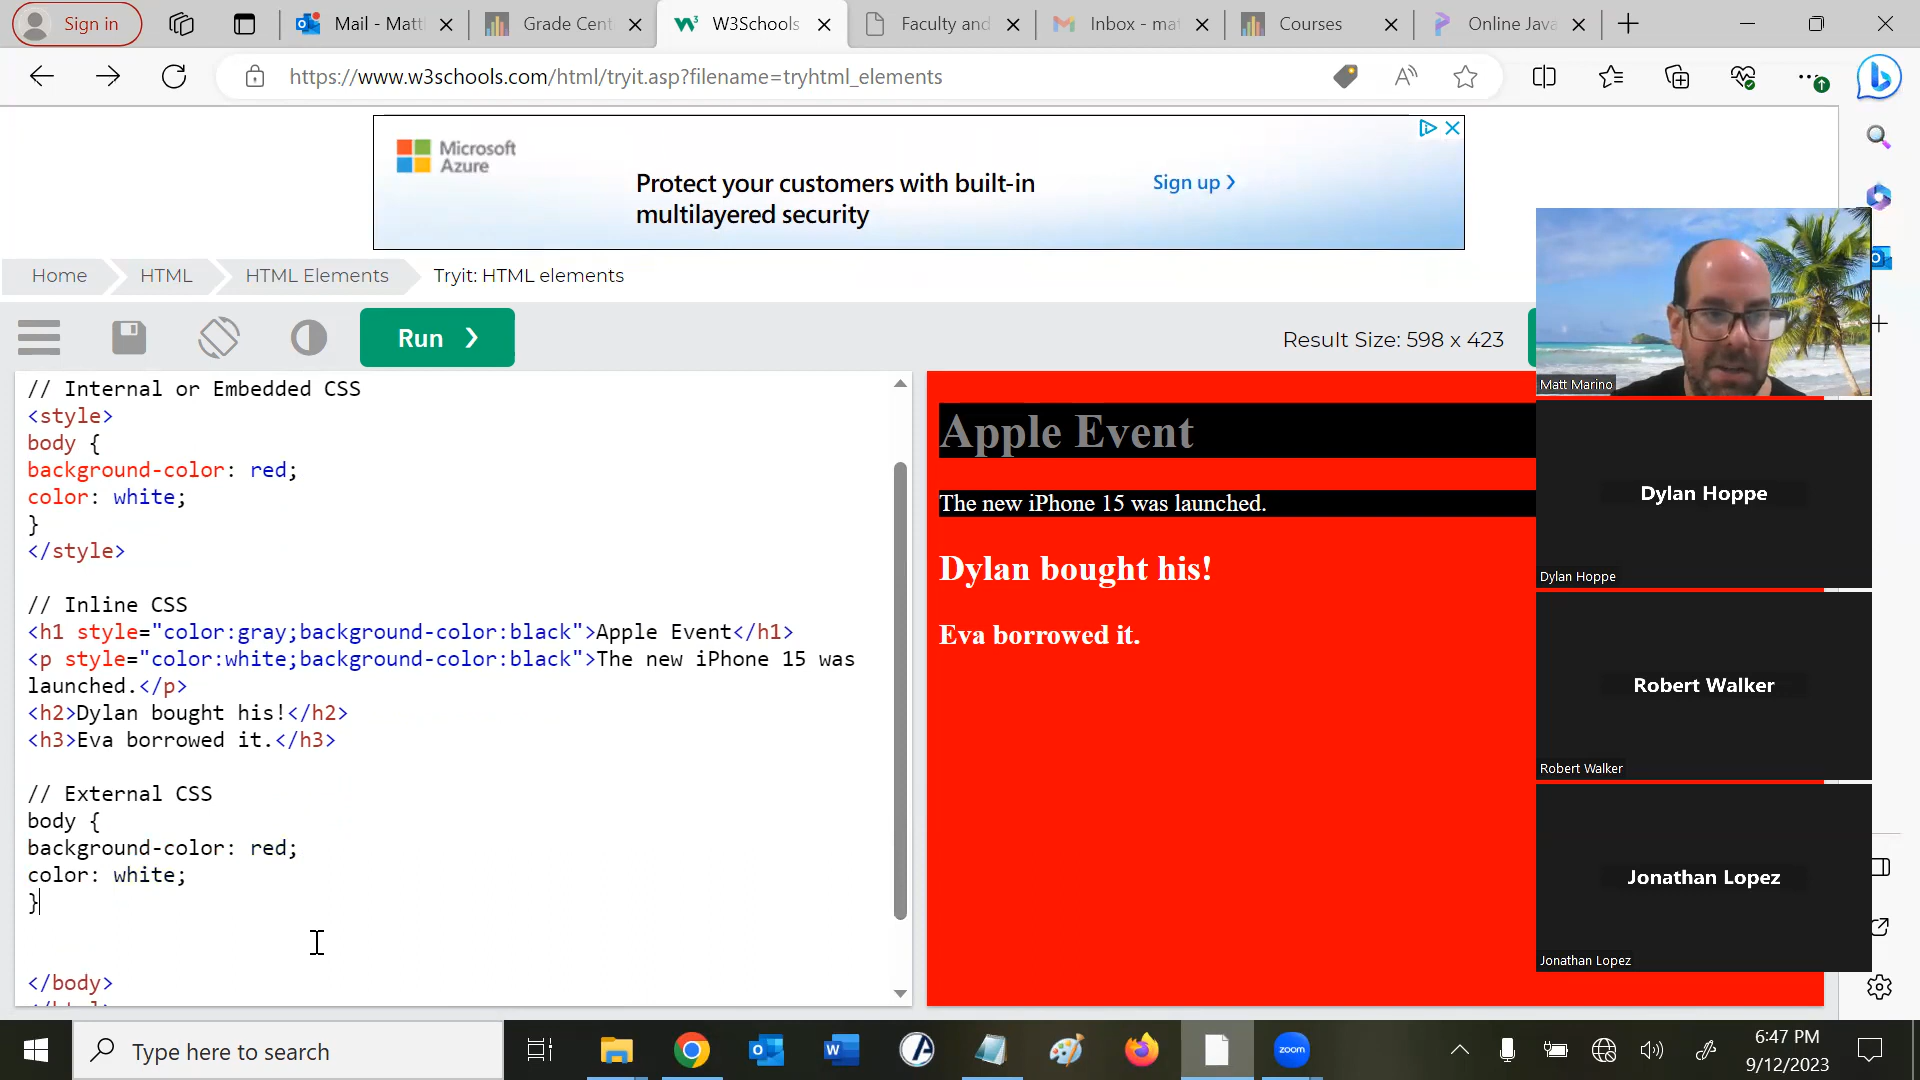 Sign in
Mail - Matt
Grade Cent
W3Schools
Faculty and
Inbox - mat
Courses
Online Java
https://www.w3schools.com/html/tryit.asp?filename=tryhtml_elements
Microsoft
Azure
Protect your customers with built-in
multilayered security
Sign up
Home
HTML
HTML Elements
Tryit: HTML elements
Run
Result Size: 598 x 423
// Internal or Embedded CSS
<style>
body {
background-color: red;
color: white;
}
</style>
// Inline CSS
<h1 style="color:gray;background-color:black">Apple Event</h1>
<p style="color:white;background-color:black">The new iPhone 15 was
launched.</p>
<h2>Dylan bought his!</h2>
<h3>Eva borrowed it.</h3>
// External CSS
body {
background-color: red;
color: white;
}
</body>
Apple Event
The new iPhone 15 was launched.
Dylan bought his!
Eva borrowed it.
Matt Marino
Dylan Hoppe
Dylan Hoppe
Robert Walker
Robert Walker
Jonathan Lopez
Jonathan Lopez
Type here to search
zoom
6:47 PM
9/12/2023